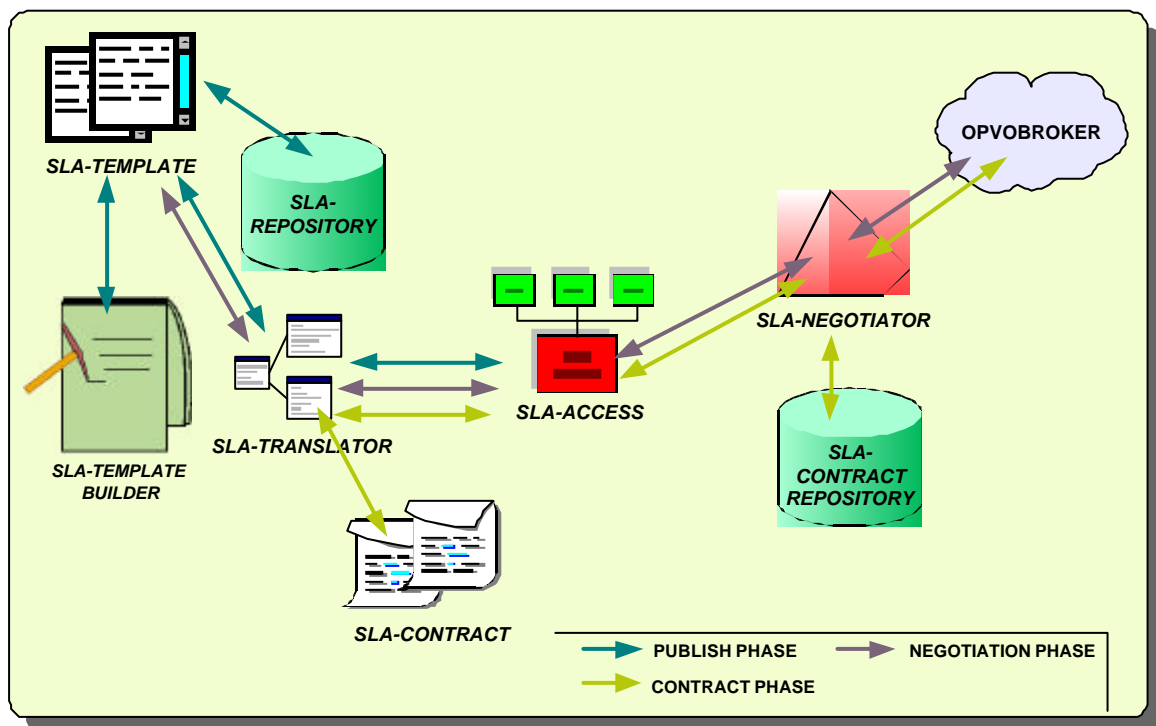 OPVOBROKER
SLA-TEMPLATE
SLA-
REPOSITORY
SLA-NEGOTIATOR
SLA-ACCESS
SLA-TRANSLATOR
SLA-TEMPLATE
BUILDER
SLA-
CONTRACT
REPOSITORY
SLA-CONTRACT
PUBLISH PHASE
NEGOTIATION PHASE
CONTRACT PHASE